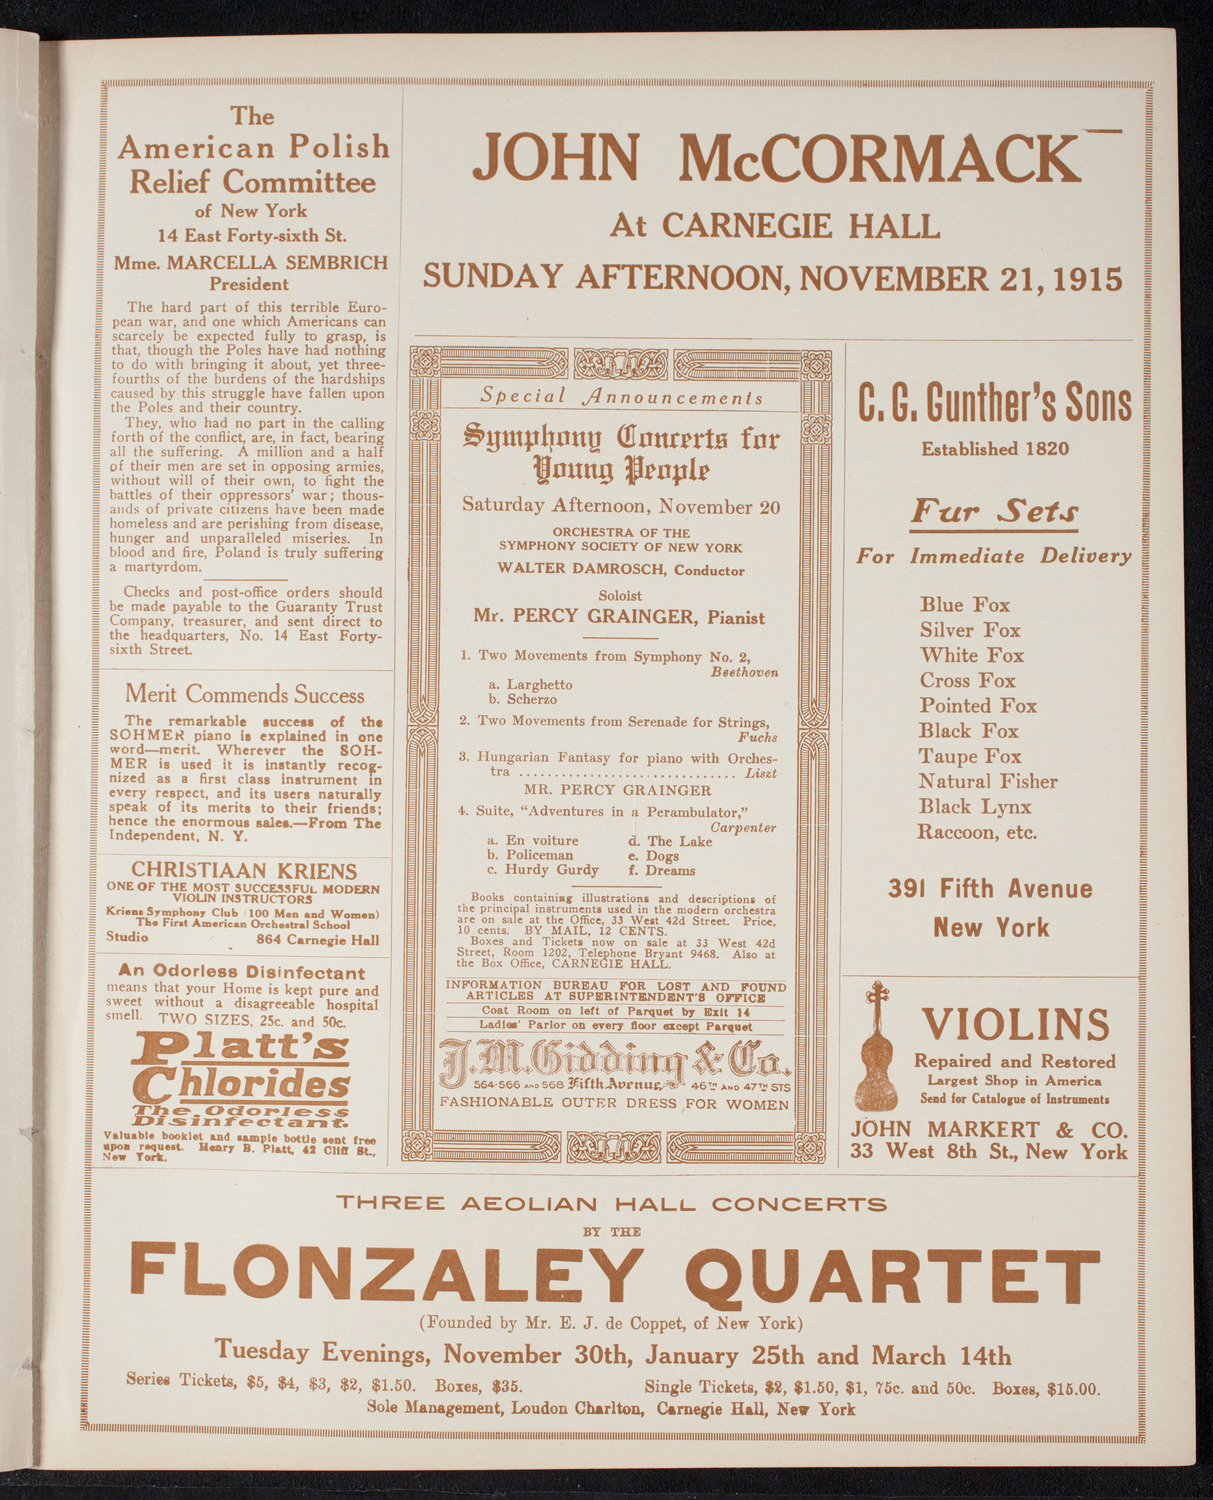 The
American Polish
Relief Committee
of New York
14 East Forty-sixth St.
Mme. MARCELLA SEMBRICH
President
The hard part of this terrible Euro-
pean war, and one which Americans can
scarcely be expected fully to grasp, is
that, though the Poles have had nothing
to do with bringing it about, yet three-
fourths of the burdens of the hardships
caused by this struggle have fallen upon
the Poles and their country.
They, who had no part in the calling
forth of the conflict, are, in fact, bearing
all the suffering. A million and a half
of their men are set in opposing armies,
without will of their own, to fight the
battles of their oppressors' war; thous-
ands of private citizens have been made
homeless and are perishing from disease,
hunger and unparalleled miseries. In
blood and fire, Poland is truly suffering
a martyrdom.
Checks and post-office orders should
be made payable to the Guaranty Trust
Company, treasurer, and sent direct to
the headquarters, No. 14 East Forty-
sixth Street.
Merit Commends Success
The remarkable success of the
SOHMER piano is explained in one
word—merit. Wherever the SOH-
MER is used it is instantly recog-
nized as a first class instrument in
every respect, and its users naturally
speak of its merits to their friends;
hence the enormous sales.—From The
Independent, N. Y.
CHRISTIAAN KRIENS
ONE OF THE MOST SUCCESSFUL MODERN
VIOLIN INSTRUCTORS
Kriens Symphony Club (100 Men and Women)
The First American Orchestral School
Studio 864 Carnegie Hall
An Odorless Disinfectant
means that your Home is kept pure and
sweet without a disagreeable hospital
smell. TWO SIZES, 25c. and 50c.
Platt's
Chlorides
The Odorless
Disinfectant.
Valuable booklet and sample bottle sent free
upon request. Henry B. Platt, 42 Cliff St.,
New York.
JOHN McCORMACK
At CARNEGIE HALL
SUNDAY AFTERNOON, NOVEMBER 21, 1915
Special Announcements
Symphony Concerts for
Young People
Saturday Afternoon, November 20
ORCHESTRA OF THE
SYMPHONY SOCIETY OF NEW YORK
WALTER DAMROSCH, Conductor
Soloist
Mr. PERCY GRAINGER, Pianist
1. Two Movements from Symphony No. 2,
Beethoven
a. Larghetto
b. Scherzo
2. Two Movements from Serenade for Strings,
Fuchs
3. Hungarian Fantasy for piano with Orches-
tra ............................... Liszt
MR. PERCY GRAINGER
4. Suite, "Adventures in a Perambulator,"
Carpenter
a. En voiture d. The Lake
b. Policeman e. Dogs
c. Hurdy Gurdy f. Dreams
Books containing illustrations and descriptions of
the principal instruments used in the modern orchestra
are on sale at the Office, 33 West 42d Street. Price,
10 cents. BY MAIL, 12 CENTS.
Boxes and Tickets now on sale at 33 West 42d
Street, Room 1202, Telephone Bryant 9468. Also at
the Box Office, CARNEGIE HALL.
INFORMATION BUREAU FOR LOST AND FOUND
ARTICLES AT SUPERINTENDENT'S OFFICE
Coat Room on left of Parquet by Exit 14
Ladies' Parlor on every floor except Parquet
J.M. Gidding & Co.
564-566 AND 568 Fifth Avenue 46TH AND 47TH STS
FASHIONABLE OUTER DRESS FOR WOMEN
C. G. Gunther's Sons
Established 1820
Fur Sets
For Immediate Delivery
Blue Fox
Silver Fox
White Fox
Cross Fox
Pointed Fox
Black Fox
Taupe Fox
Natural Fisher
Black Lynx
Raccoon, etc.
391 Fifth Avenue
New York
VIOLINS
Repaired and Restored
Largest Shop in America
Send for Catalogue of Instruments
JOHN MARKERT & CO.
33 West 8th St., New York
THREE AEOLIAN HALL CONCERTS
BY THE
FLONZALEY QUARTET
(Founded by Mr. E. J. de Coppet, of New York)
Tuesday Evenings, November 30th, January 25th and March 14th
Series Tickets, $5, $4, $3, $2, $1.50. Boxes, $35. Single Tickets, $2, $1.50, $1, 75c. and 50c. Boxes, $15.00.
Sole Management, Loudon Charlton, Carnegie Hall, New York